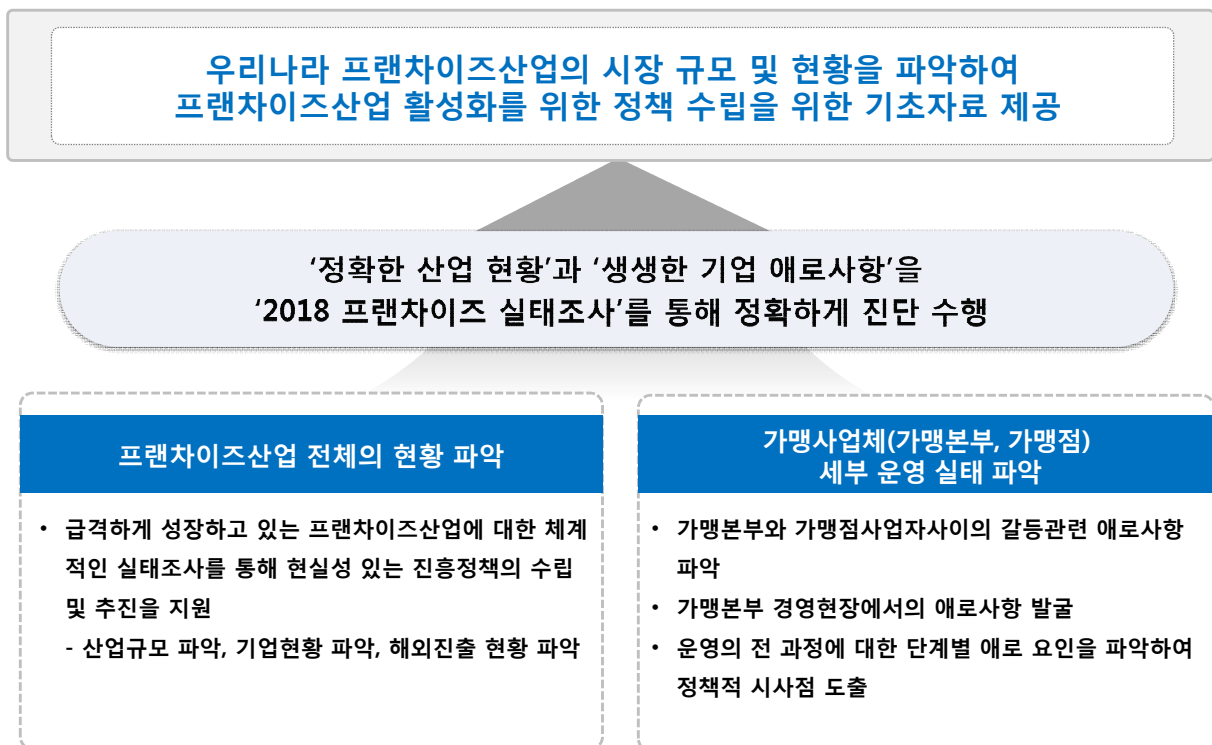 우리나라 프랜차이즈산업의 시장 규모 및 현황을 파악하여
프랜차이즈산업 활성화를 위한 정책 수립을 위한 기초자료 제공
‘정확한 산업 현황’과 ‘생생한 기업 애로사항’을
‘2018 프랜차이즈 실태조사’를 통해 정확하게 진단 수행
프랜차이즈산업 전체의 현황 파악
• 급격하게 성장하고 있는 프랜차이즈산업에 대한 체계
적인 실태조사를 통해 현실성 있는 진흥정책의 수립
및 추진을 지원
- 산업규모 파악, 기업현황 파악, 해외진출 현황 파악
가맹사업체(가맹본부, 가맹점)
세부 운영 실태 파악
• 가맹본부와 가맹점사업자사이의 갈등관련 애로사항
파악
• 가맹본부 경영현장에서의 애로사항 발굴
• 운영의 전 과정에 대한 단계별 애로 요인을 파악하여
정책적 시사점 도출